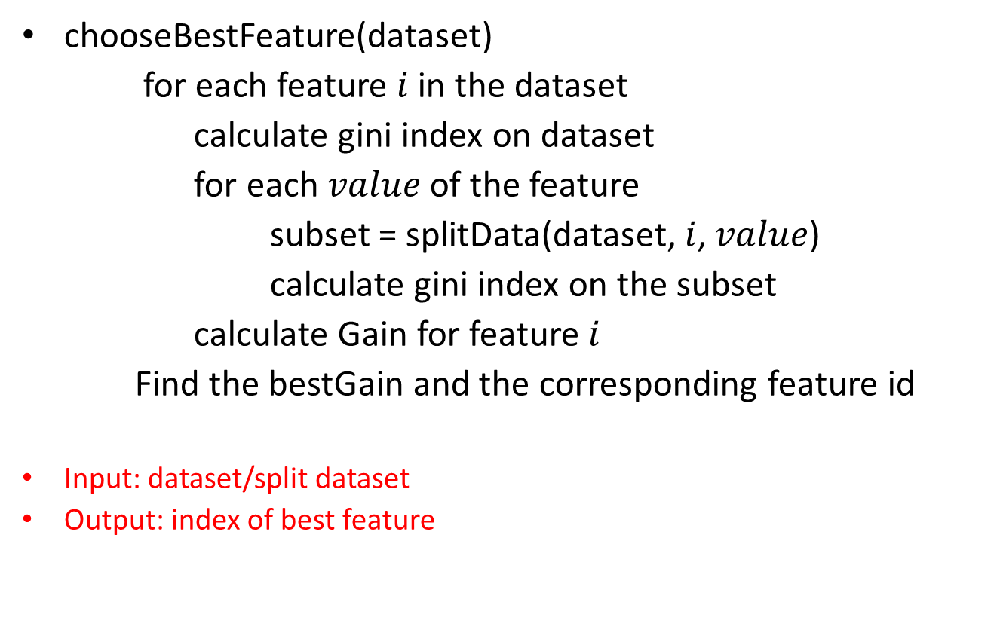 • chooseBestFeature(dataset)
for each feature i in the dataset
calculate gini index on dataset
for each value of the feature
subset = splitData(dataset, i, value)
calculate gini index on the subset
calculate Gain for feature i
Find the bestGain and the corresponding feature id
• Input: dataset/split dataset
• Output: index of best feature